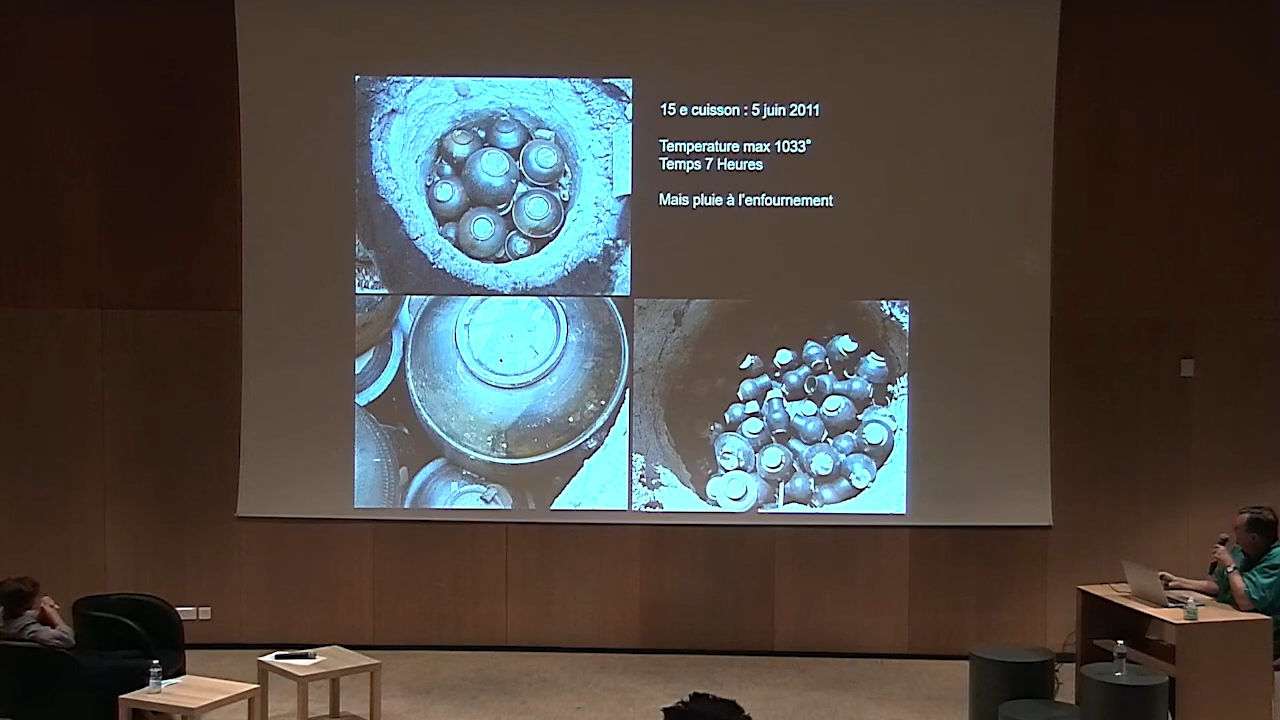 15 e cuisson : 5 juin 2011
Temperature max 1033°
Temps 7 Heures
Mais pluie à l'enfournement